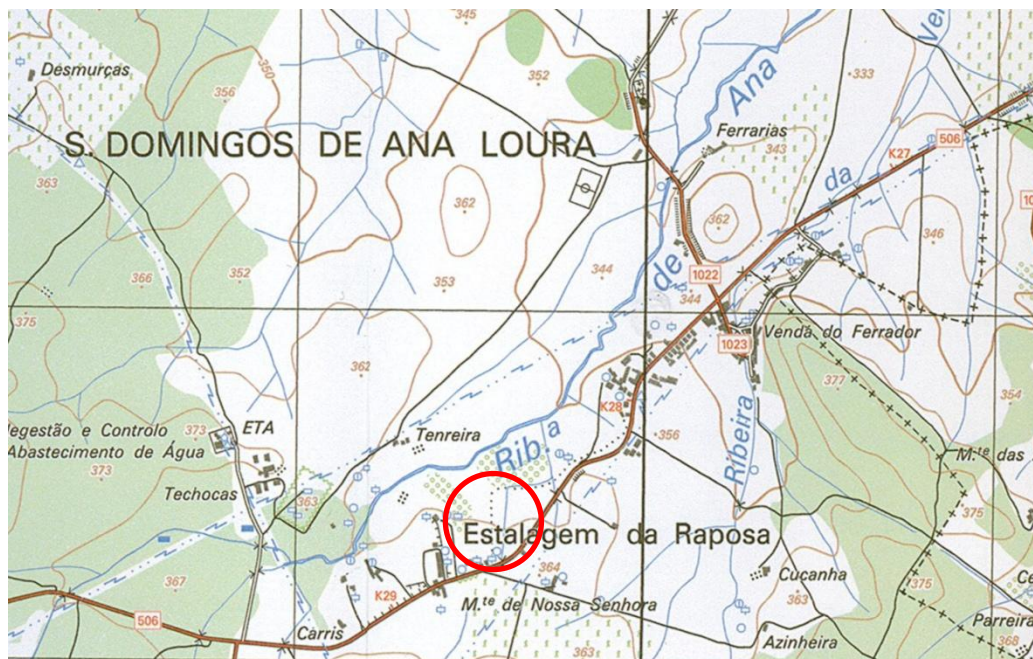 345
Desmurças
350
352
Ana
333
356
S. DOMINGOS DE ANA LOURA
Ferrarias
343
K27
506
da
363
362
362
346
366
352
353
344
de
1022
344
375
Venda do Ferrador
1023
362
377
354
K28
ETA
373
Tenreira
Rib.a
356
Ribeira
Abastecimento de Água
373
M.te das
Techocas
363
375
Estalagem da Raposa
367
364
Cuçanha
375
K29
M.te de Nossa Senhora
363
506
Carris
Azinheira
Parreira
368
363